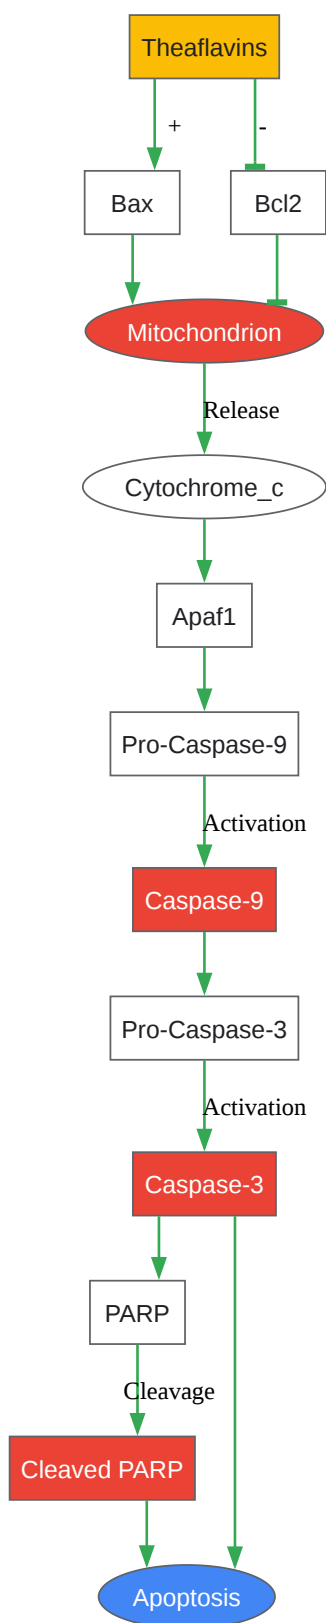 Theaflavins
+
-
Bax
Bcl2
Mitochondrion
Release
Cytochrome_c
Apaf1
Pro-Caspase-9
Activation
Caspase-9
Pro-Caspase-3
Activation
Caspase-3
PARP
Cleavage
Cleaved PARP
Apoptosis